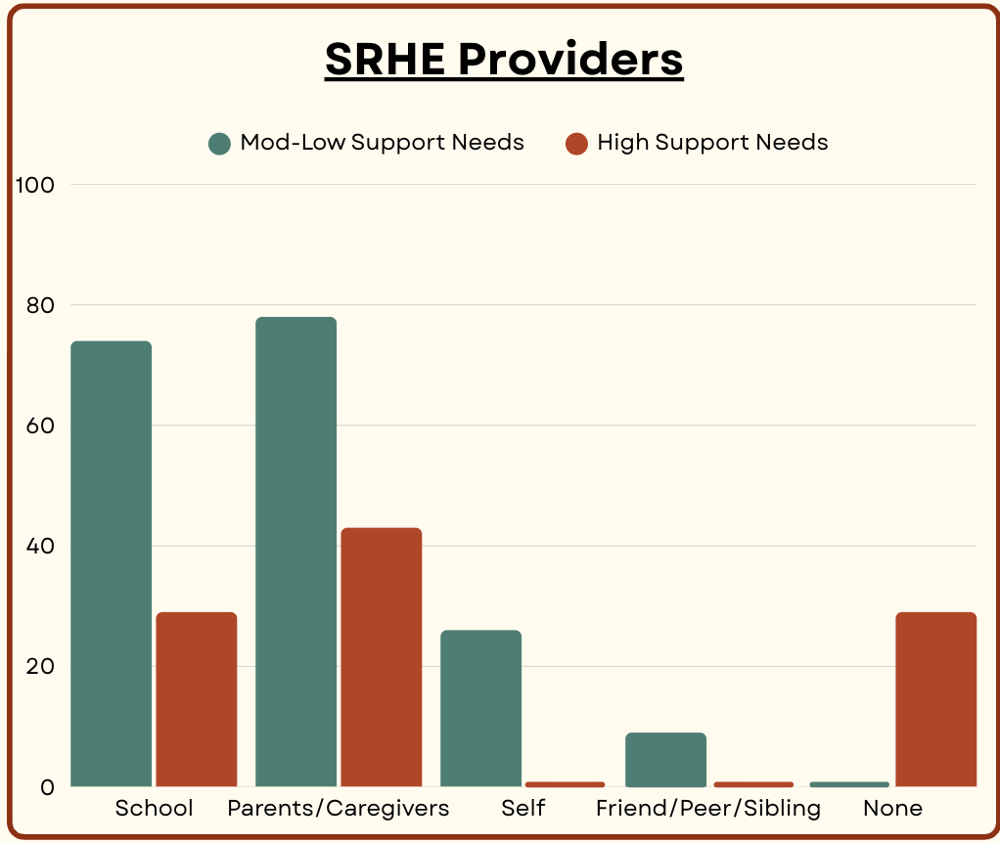 SRHE Providers
Mod-Low Support Needs High Support Needs
100
80
60
40
20
0
School Parents/Caregivers Self Friend/Peer/Sibling None